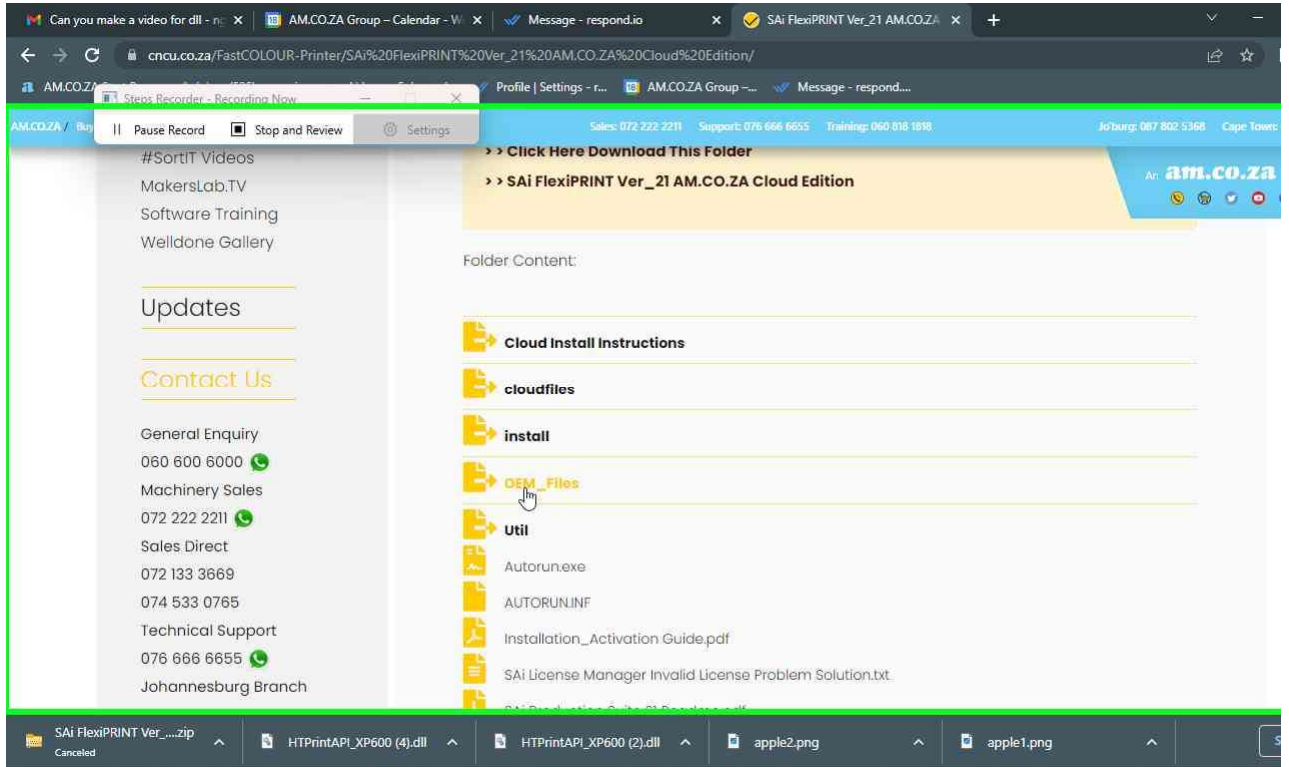 Can you make a video for dll - n
AM.CO.ZA Group – Calendar - W
Message - respond.io
SAi FlexiPRINT Ver_21 AM.CO.ZA
cncu.co.za/FastCOLOUR-Printer/SAi%20FlexiPRINT%20Ver_21%20AM.CO.ZA%20Cloud%20Edition/
AM.CO.ZA
Profile | Settings - r...
AM.CO.ZA Group –...
Message - respond....
Steps Recorder - Recording Now
Pause Record
Stop and Review
Settings
AM.CO.ZA / Buy
Sales: 072 222 2211 Support: 076 666 6655 Training: 060 818 1818
Jo'burg: 087 802 5368 Cape Town:
#SortIT Videos
MakersLab.TV
Software Training
Welldone Gallery
Updates
Contact Us
General Enquiry
060 600 6000
Machinery Sales
072 222 2211
Sales Direct
072 133 3669
074 533 0765
Technical Support
076 666 6655
Johannesburg Branch
> > Click Here Download This Folder
> > SAi FlexiPRINT Ver_21 AM.CO.ZA Cloud Edition
An am.co.za
Folder Content:
Cloud Install Instructions
cloudfiles
install
OEM_Files
Util
Autorun.exe
AUTORUN.INF
Installation_Activation Guide.pdf
SAi License Manager Invalid License Problem Solution.txt
SAi Production Suite 21 Readme.pdf
SAi FlexiPRINT Ver_....zip
Canceled
HTPrintAPI_XP600 (4).dll
HTPrintAPI_XP600 (2).dll
apple2.png
apple1.png